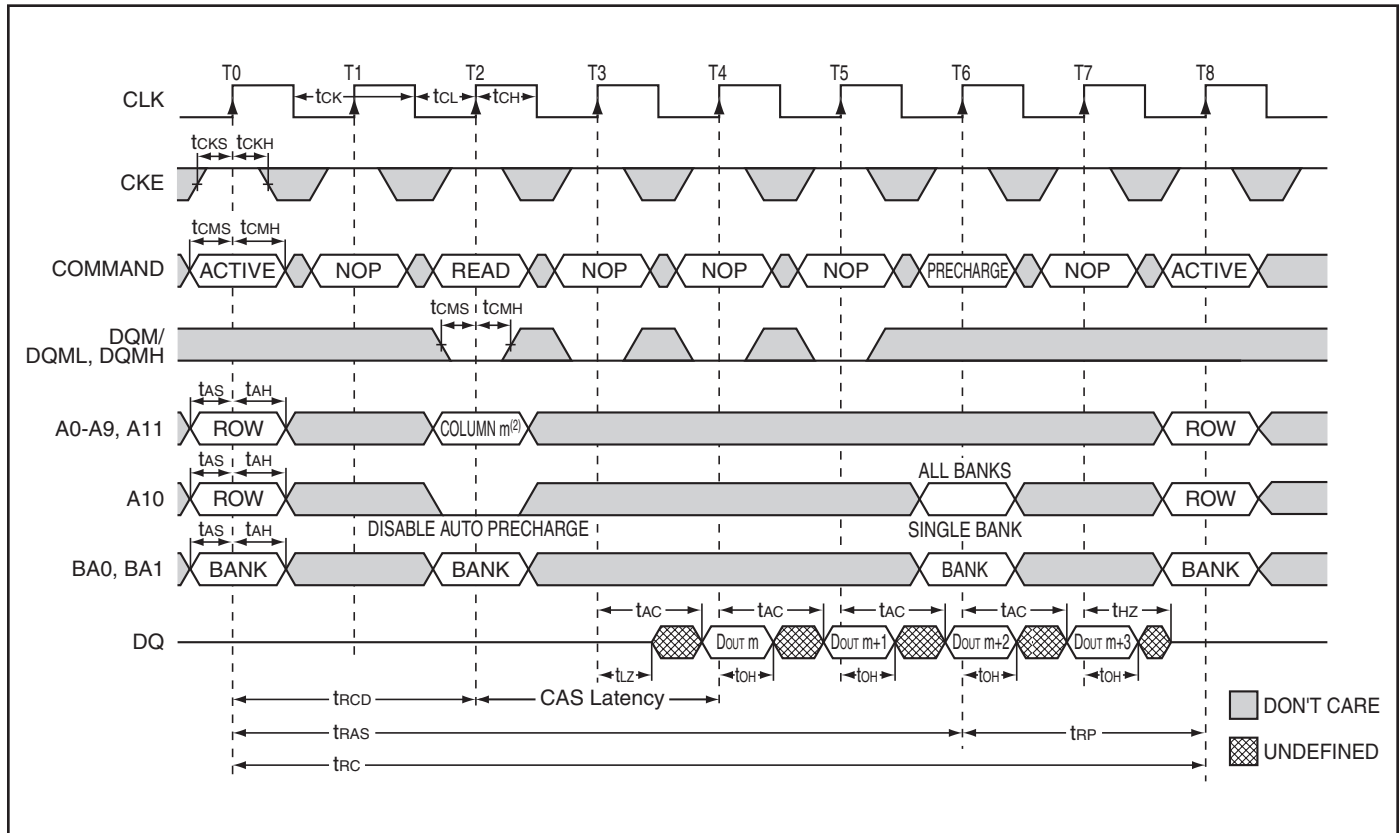 T0 T1 T2 T3 T4 T5 T6 T7 T8
CLK
tCK tCL tCH
tCKS tCKH
CKE
tCMS tCMH
COMMAND ACTIVE NOP READ NOP NOP NOP PRECHARGE NOP ACTIVE
tCMS tCMH
DQM/
DQML, DQMH
tAS tAH
A0-A9, A11 ROW COLUMN m(2) ROW
tAS tAH ALL BANKS
A10 ROW ROW
DISABLE AUTO PRECHARGE SINGLE BANK
tAS tAH
BA0, BA1 BANK BANK BANK BANK
tAC tAC tAC tAC tHZ
DQ DOUT m DOUT m+1 DOUT m+2 DOUT m+3
tLZ tOH tOH tOH tOH
tRCD CAS Latency
DON'T CARE
tRAS tRP
UNDEFINED
tRC